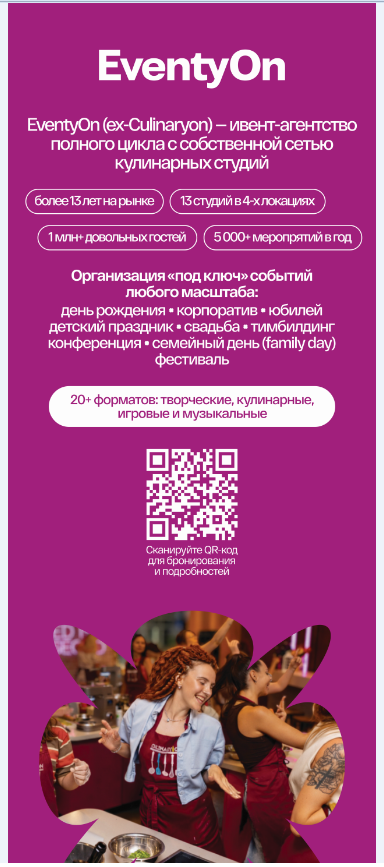 EventyOn
EventyOn (ex-Culinaryon) – ивент-агентство
полного цикла с собственной сетью
кулинарных студий
более 13 лет на рынке
13 студий в 4-х локациях
1 млн+ довольных гостей
5 000+ меропрятий в год
Организация «под ключ» событий
любого масштаба:
день рождения • корпоратив • юбилей
детский праздник • свадьба • тимбилдинг
конференция • семейный день (family day)
фестиваль
20+ форматов: творческие, кулинарные,
игровые и музыкальные
Сканируйте QR-код
для бронирования
и подробностей